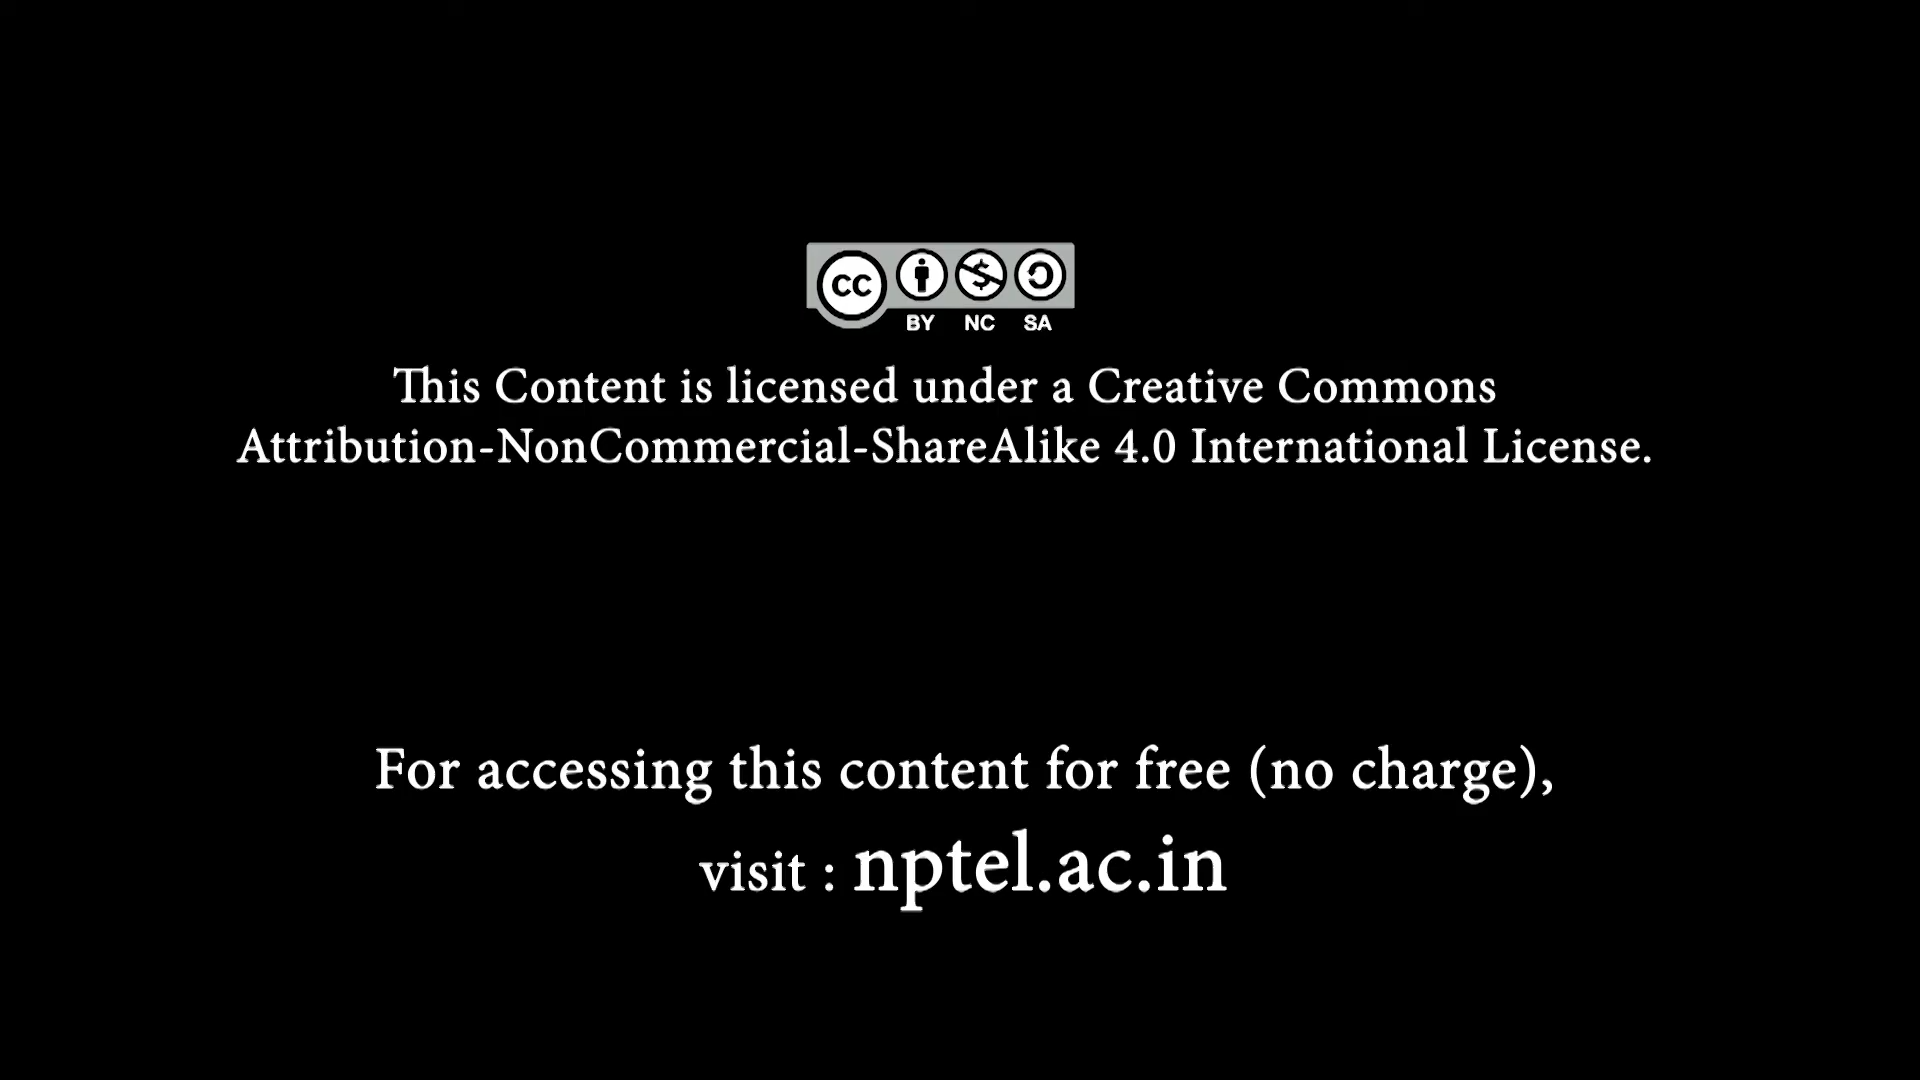 cc
BY NC SA
This Content is licensed under a Creative Commons
Attribution-NonCommercial-ShareAlike 4.0 International License.
For accessing this content for free (no charge),
visit : nptel.ac.in